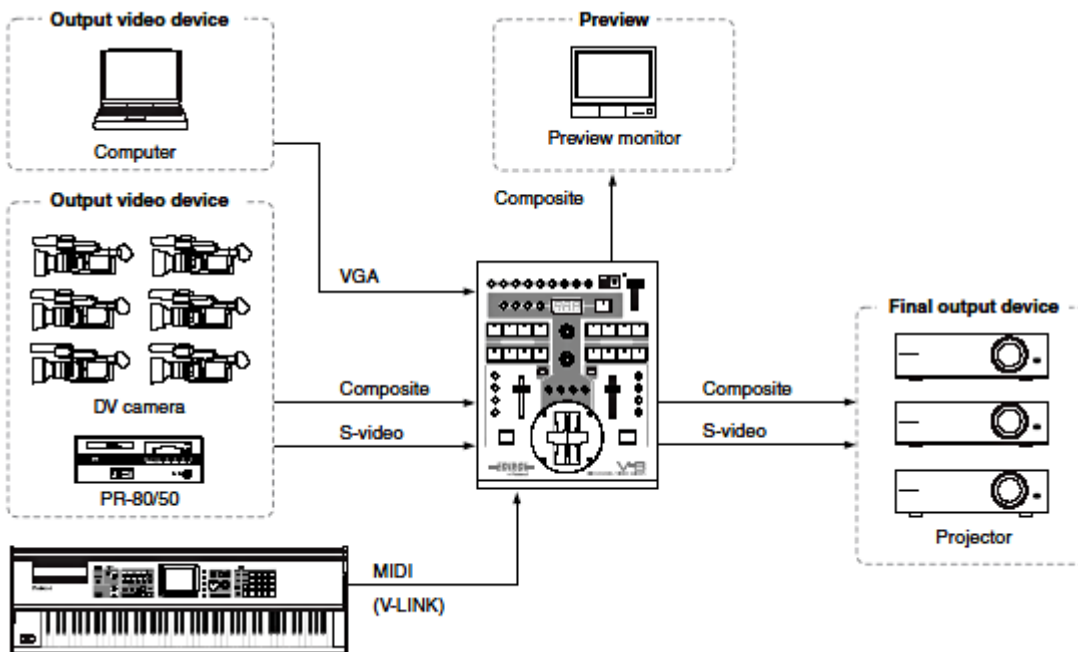 Output video device
Computer
Preview
Preview monitor
Composite
VGA
Output video device
DV camera
PR-80/50
Composite
S-video
Composite
S-video
Final output device
Projector
MIDI
(V-LINK)